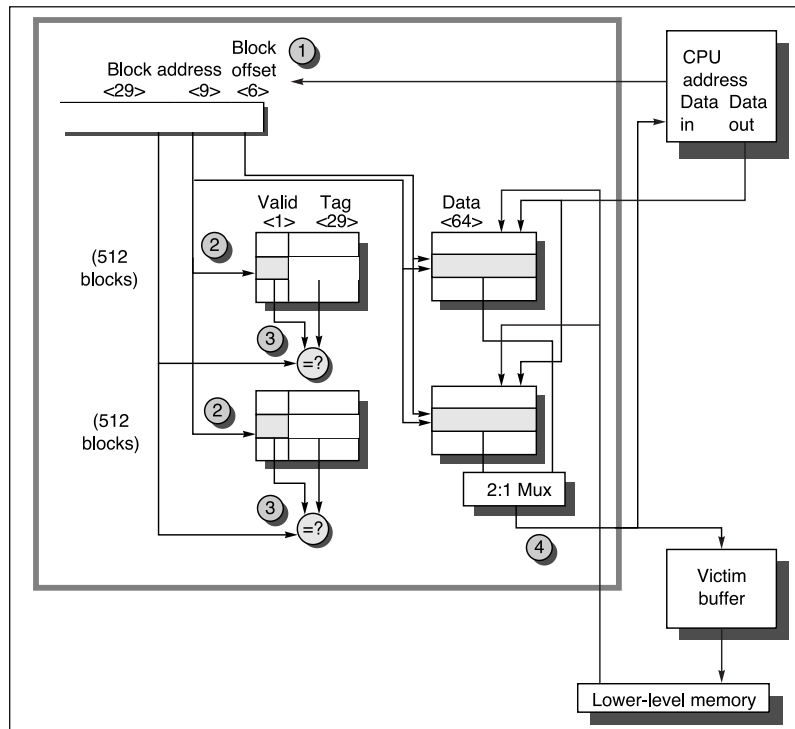 Block
Block address offset
<29> <9> <6>
1
CPU
address
Data Data
in out
Valid Tag
<1> <29>
Data
<64>
(512
blocks)
2
3
=?
(512
blocks)
2
3
=?
2:1 Mux
4
Victim
buffer
Lower-level memory